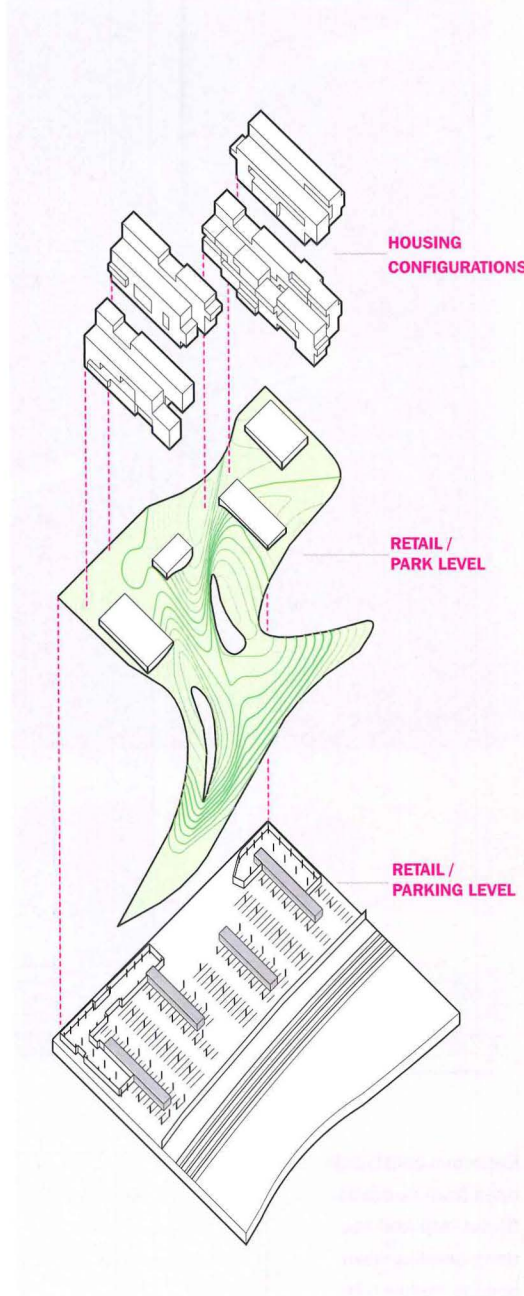 HOUSING
CONFIGURATIONS
RETAIL /
PARK LEVEL
RETAIL /
PARKING LEVEL